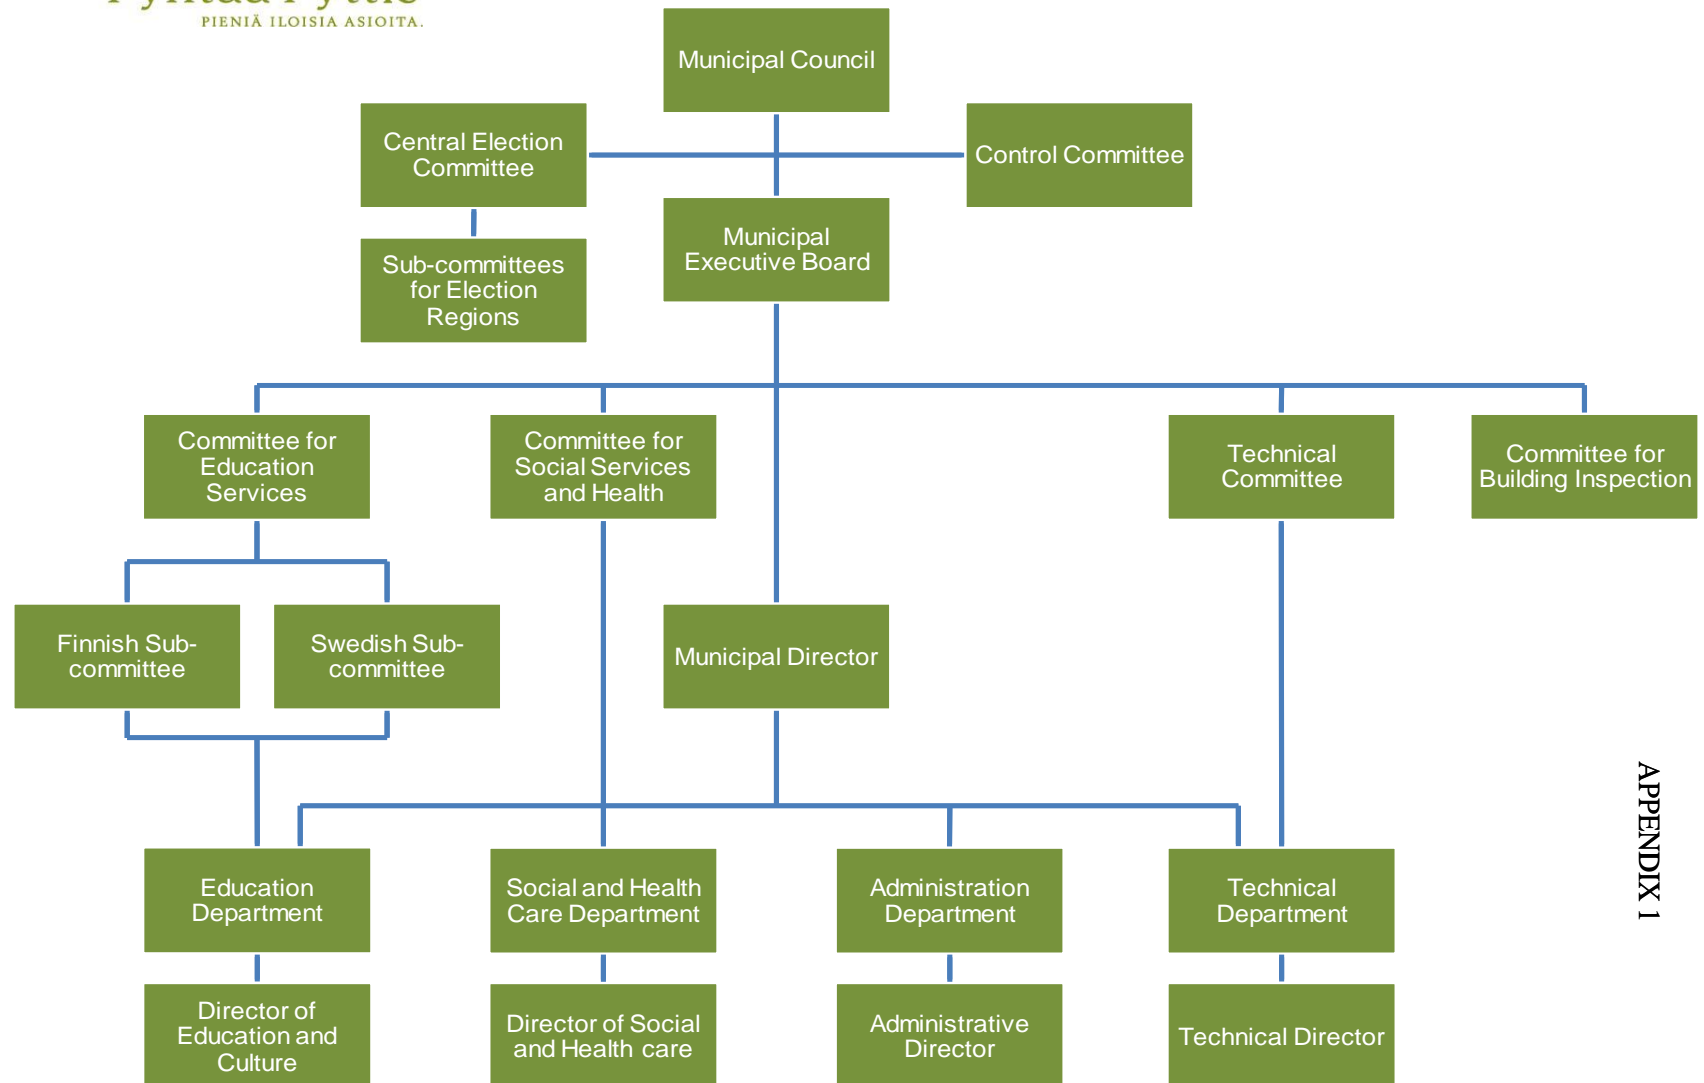 PIENIÄ ILOISIA ASIOITA.
Municipal Council
Central Election
Committee
Control Committee
Sub-committees
for Election
Regions
Municipal
Executive Board
Committee for
Education
Services
Committee for
Social Services
and Health
Technical
Committee
Committee for
Building Inspection
Finnish Sub-
committee
Swedish Sub-
committee
Municipal Director
APPENDIX 1
Education
Department
Social and Health
Care Department
Administration
Department
Technical
Department
Director of
Education and
Culture
Director of Social
and Health care
Administrative
Director
Technical Director